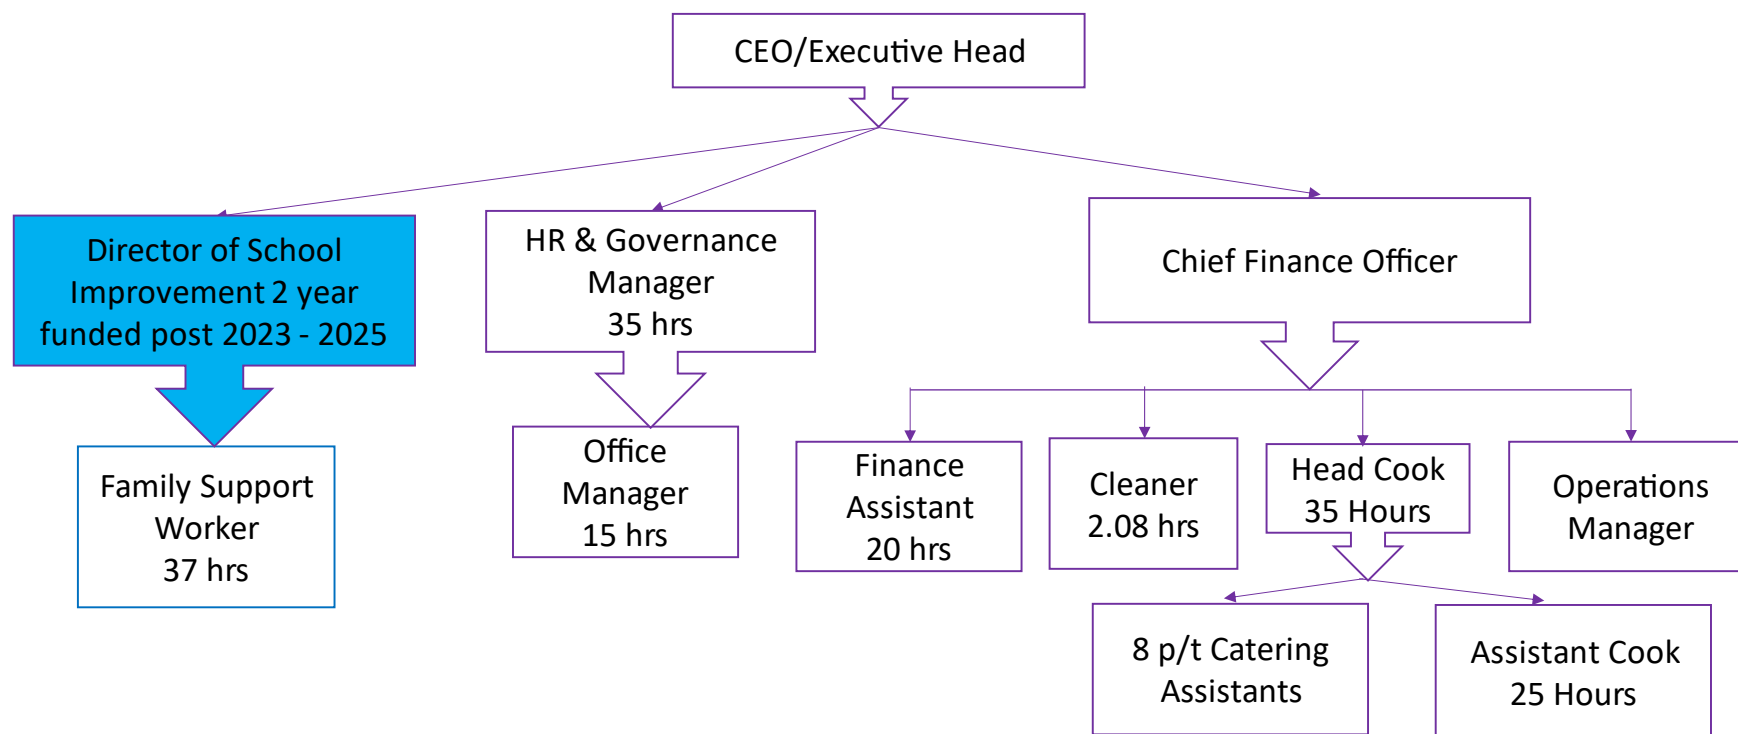 CEO/Executive Head
Director of School
Improvement 2 year
funded post 2023 - 2025
HR & Governance
Manager
35 hrs
Chief Finance Officer
Family Support
Worker
37 hrs
Office
Manager
15 hrs
Finance
Assistant
20 hrs
Cleaner
2.08 hrs
Head Cook
35 Hours
Operations
Manager
8 p/t Catering
Assistants
Assistant Cook
25 Hours